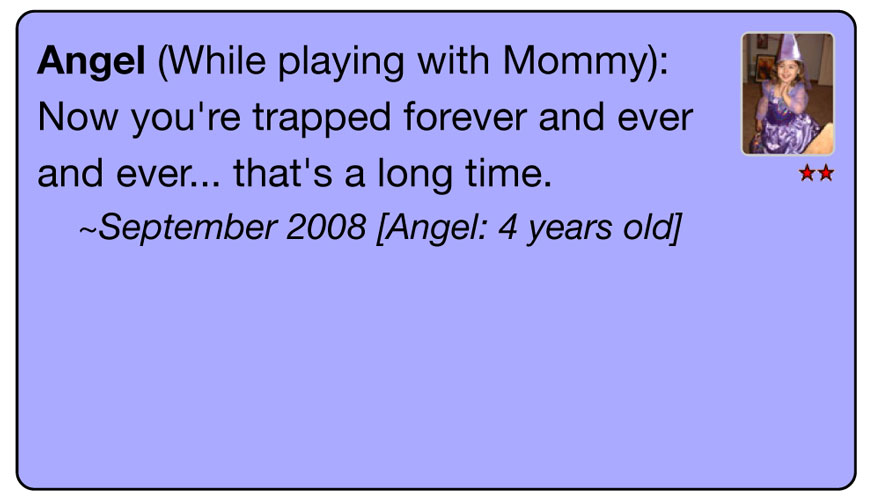 Angel (While playing with Mommy):
Now you're trapped forever and ever
and ever... that's a long time.
~September 2008 [Angel: 4 years old]